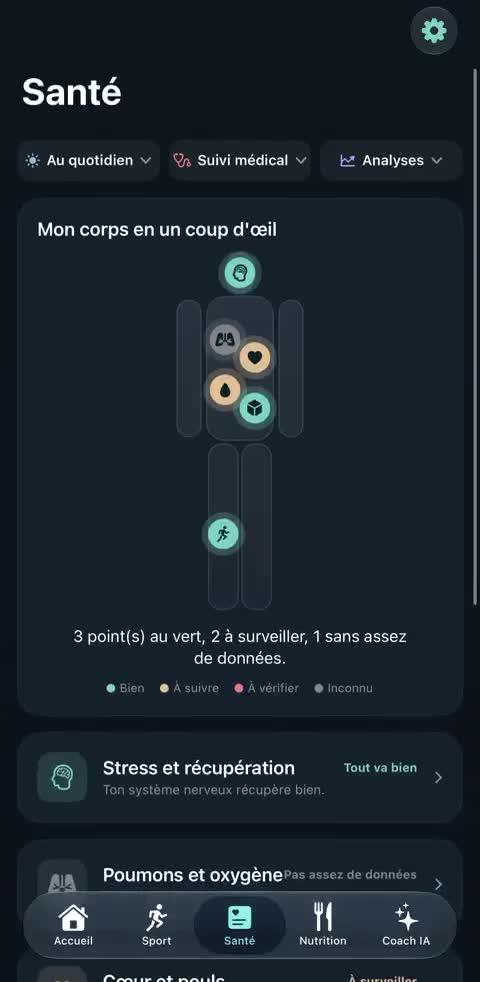 Santé
Au quotidien
Suivi médical
Analyses
Mon corps en un coup d'œil
3 point(s) au vert, 2 à surveiller, 1 sans assez
de données.
Bien
À suivre
À vérifier
Inconnu
Stress et récupération
Tout va bien
Ton système nerveux récupère bien.
Poumons et oxygène
Pas assez de données
Accueil
Sport
Santé
Nutrition
Coach IA
Cœur et pouls
À surveiller